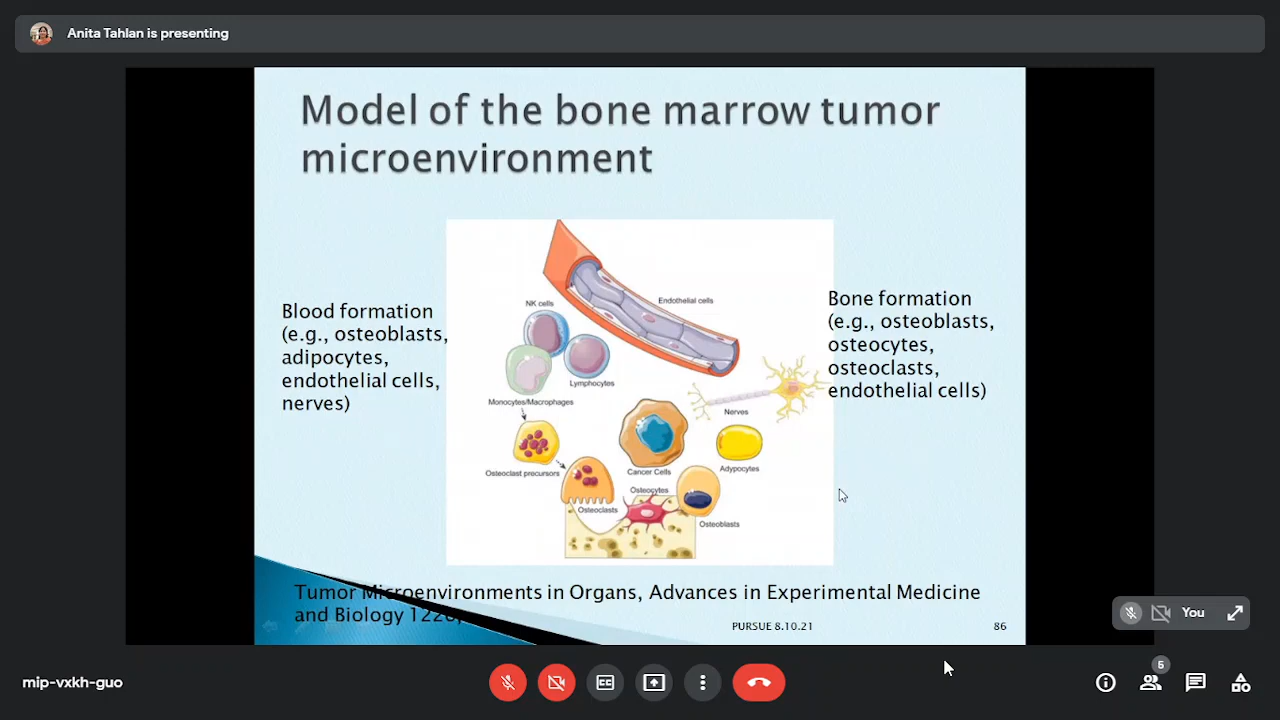 Anita Tahlan is presenting
Model of the bone marrow tumor
microenvironment
Blood formation
(e.g., osteoblasts,
adipocytes,
endothelial cells,
nerves)
NK cells
Endothelial cells
Lymphocytes
Monocytes/Macrophages
Nerves
Osteoclast precursors
Cancer Cells
Adypocytes
Osteocytes
Osteoclasts
Osteoblasts
Bone formation
(e.g., osteoblasts,
osteocytes,
osteoclasts,
endothelial cells)
Tumor Microenvironments in Organs, Advances in Experimental Medicine
and Biology 1226,
PURSUE 8.10.21
86
You
mip-vxkh-guo
CC
5